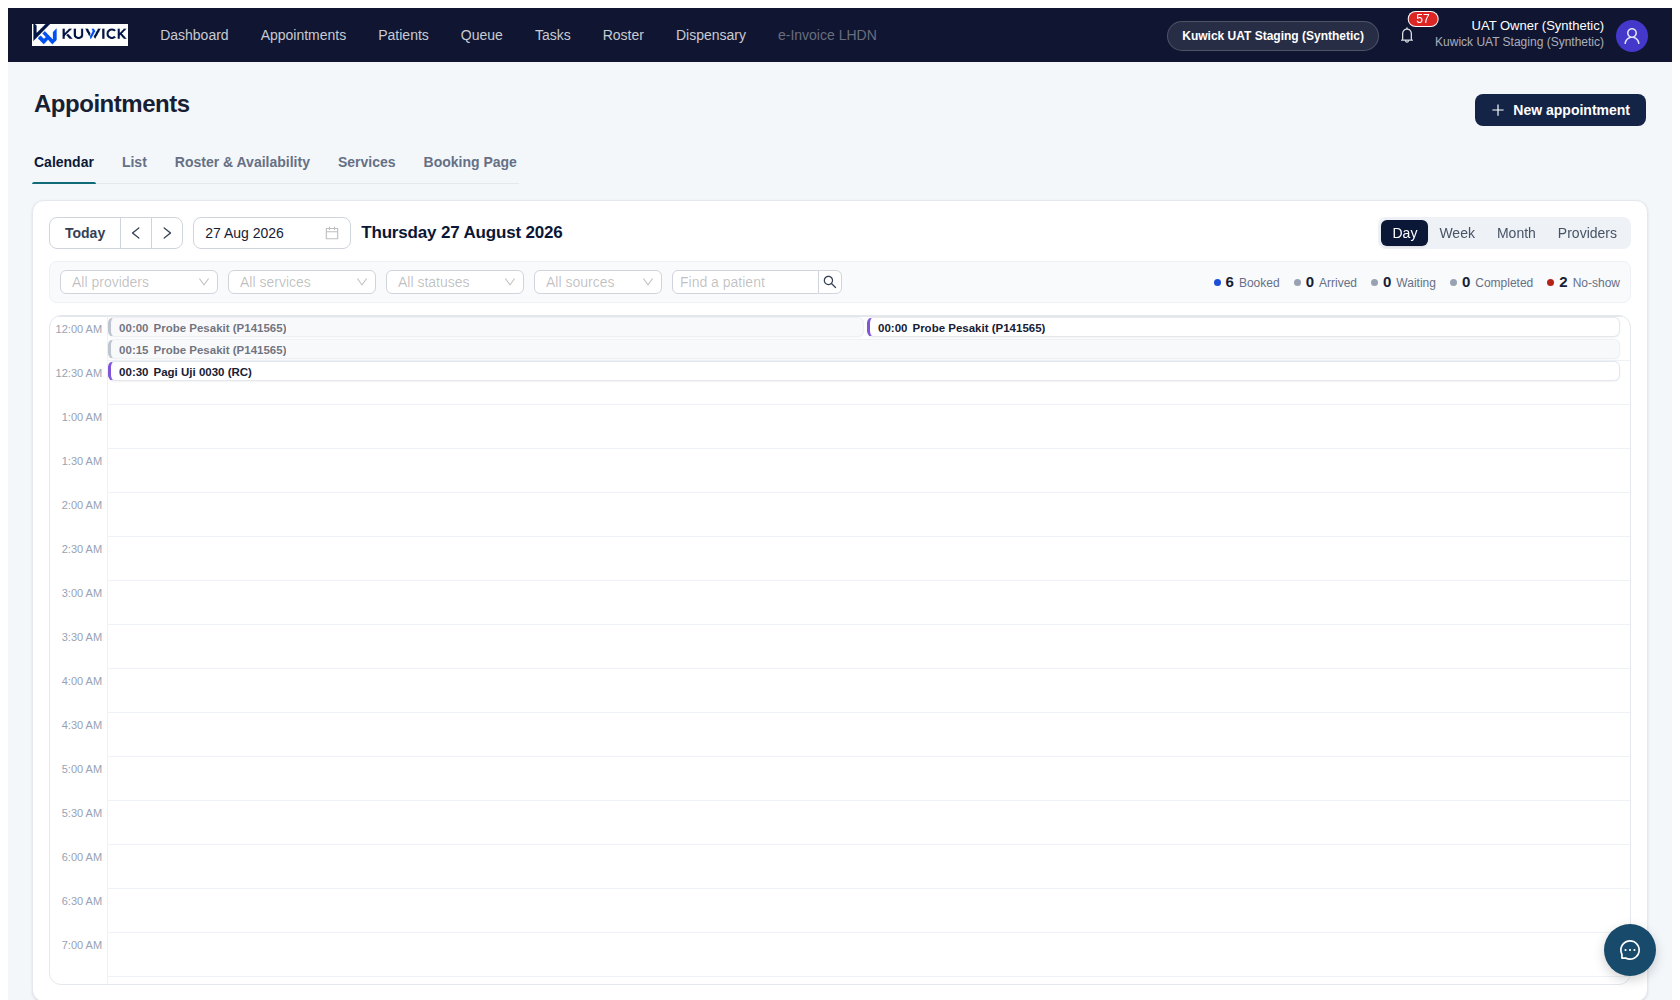 KUVVICK
Dashboard Appointments Patients Queue Tasks Roster Dispensary e-Invoice LHDN
Kuwick UAT Staging (Synthetic)
57
UAT Owner (Synthetic)
Kuwick UAT Staging (Synthetic)
Appointments
New appointment
Calendar List Roster & Availability Services Booking Page
Today 27 Aug 2026 Thursday 27 August 2026 Day Week Month Providers
All providers All services All statuses All sources Find a patient 6 Booked 0 Arrived 0 Waiting 0 Completed 2 No-show
12:00 AM 00:00 Probe Pesakit (P141565) 00:00 Probe Pesakit (P141565)
00:15 Probe Pesakit (P141565)
12:30 AM 00:30 Pagi Uji 0030 (RC)
1:00 AM
1:30 AM
2:00 AM
2:30 AM
3:00 AM
3:30 AM
4:00 AM
4:30 AM
5:00 AM
5:30 AM
6:00 AM
6:30 AM
7:00 AM